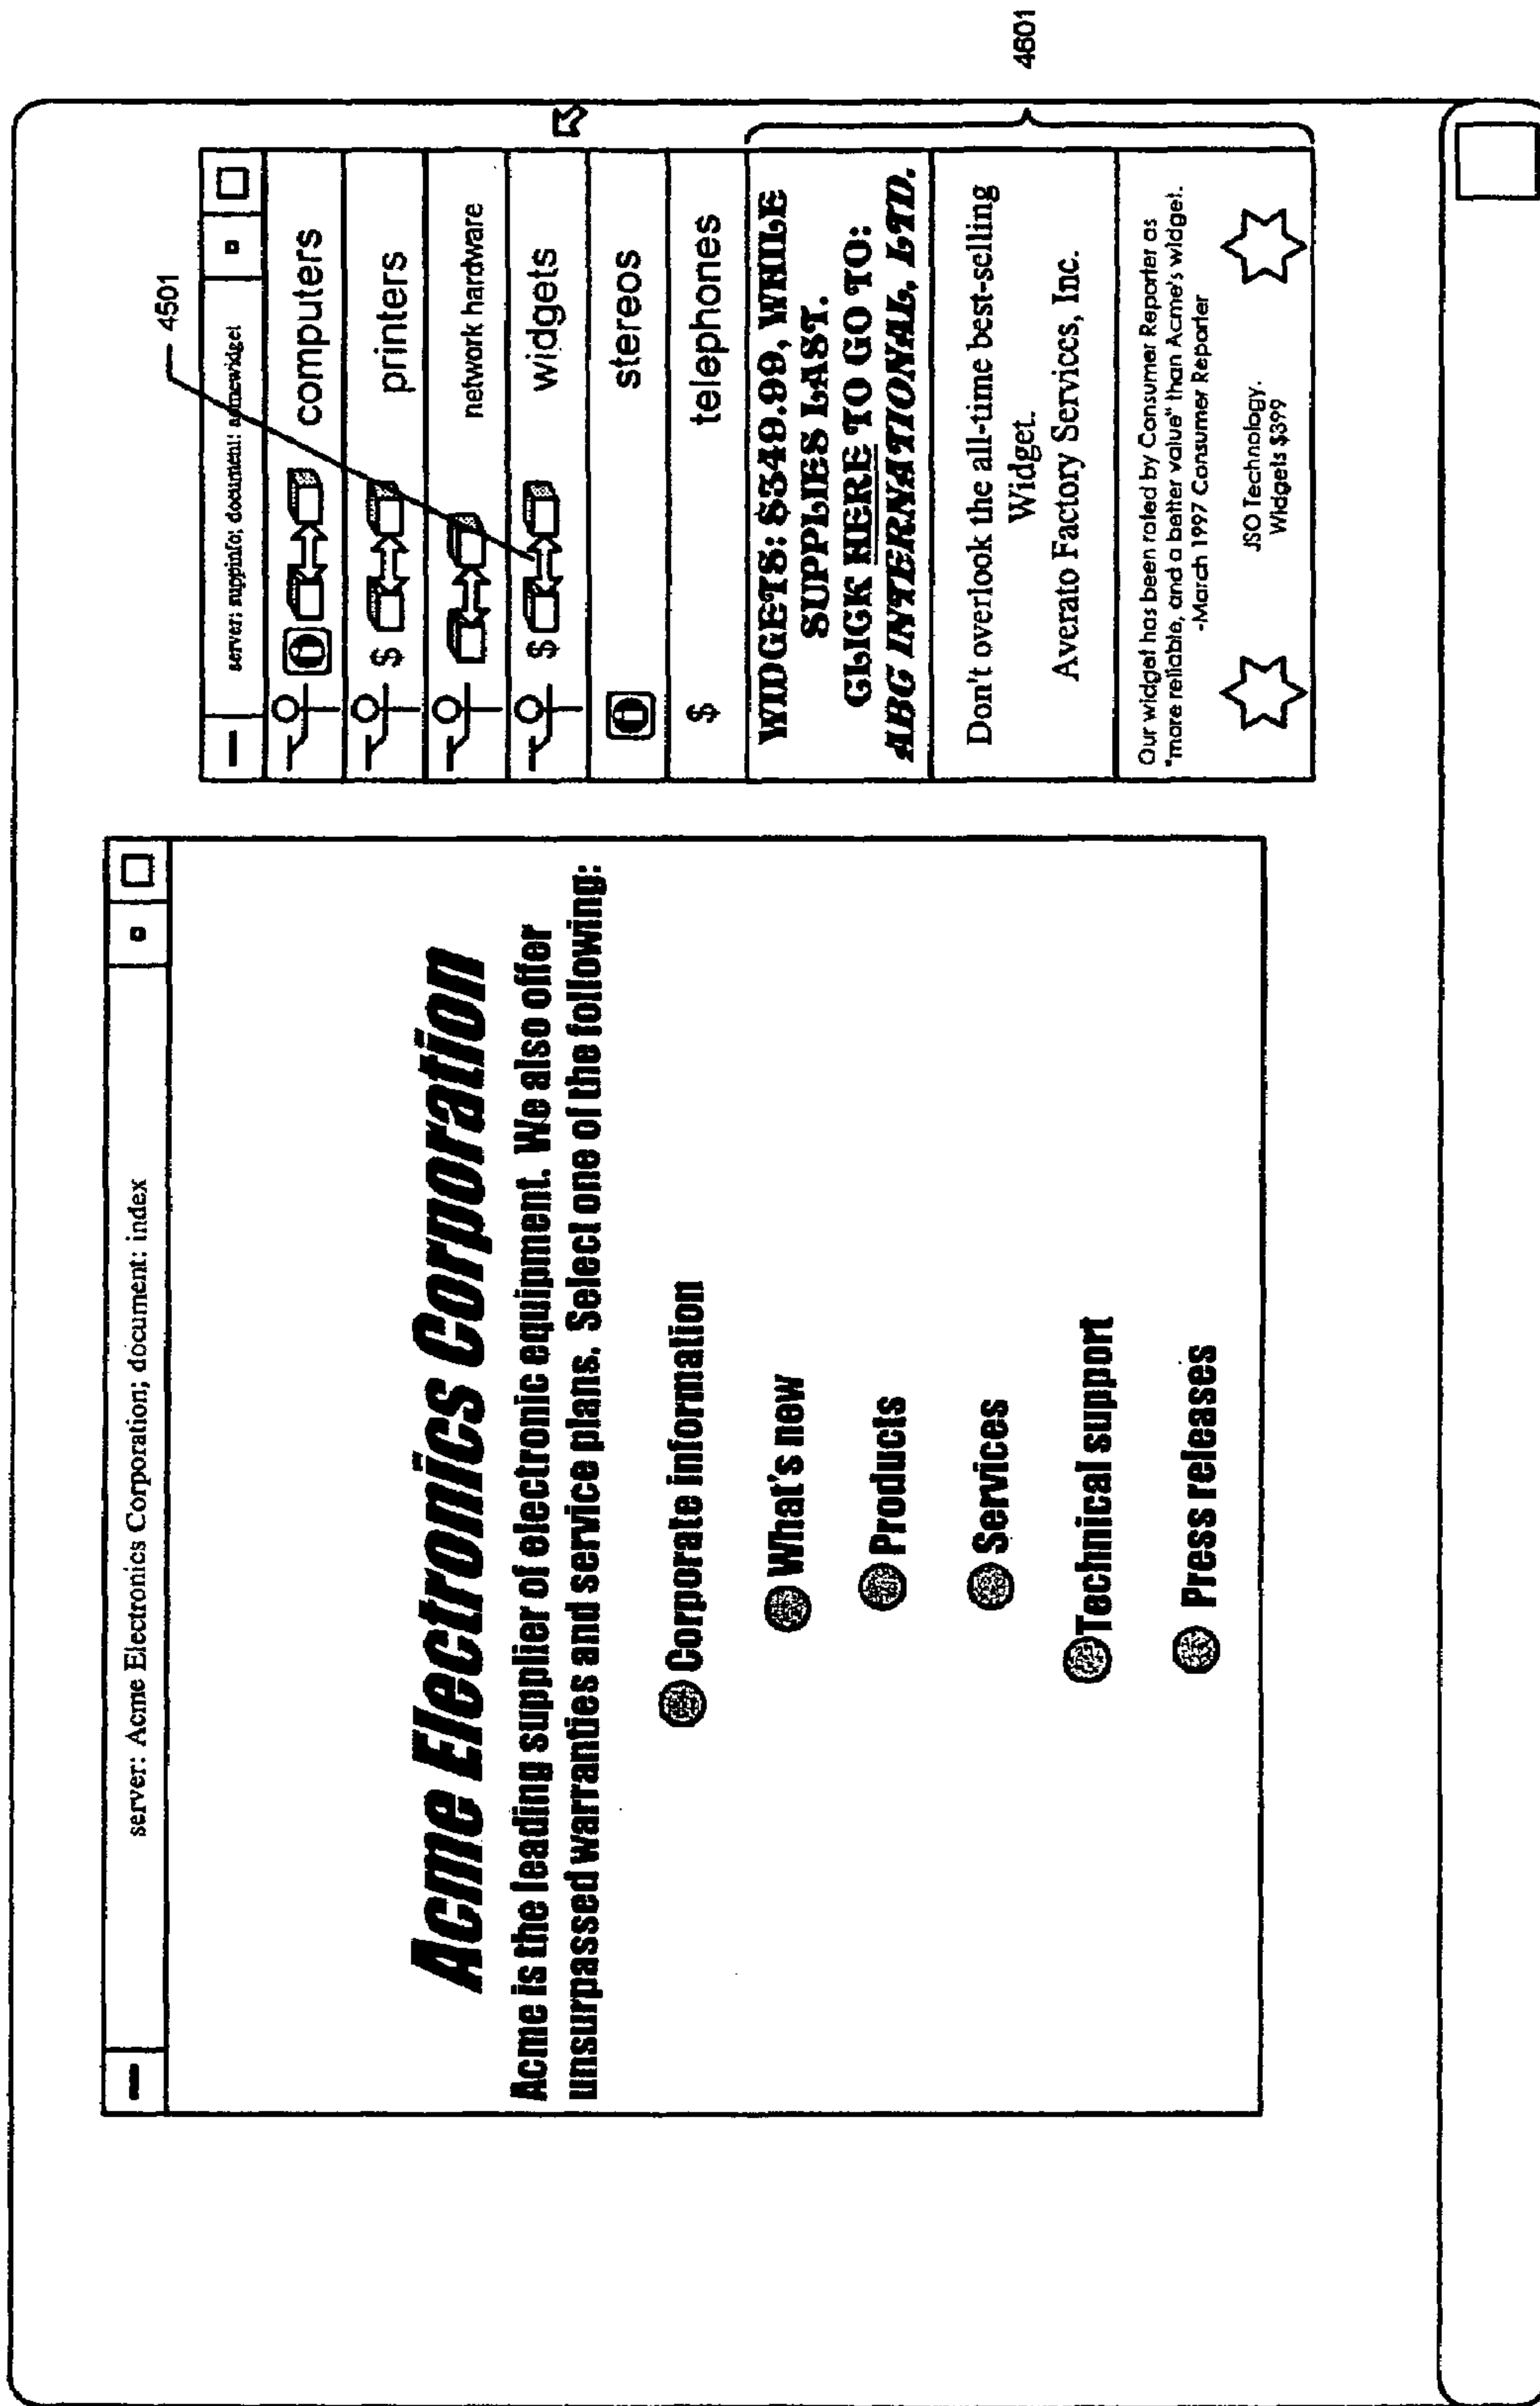 server: Acme Electronics Corporation; document: index
Acme Electronics Corporation
Acme is the leading supplier of electronic equipment. We also offer
unsurpassed warranties and service plans. Select one of the following:
Corporate information
What's new
Products
Services
Technical support
Press releases
4501
server: suppinfo; document: acmewidget
computers
$ printers
network hardware
$ widgets
stereos
$ telephones
WIDGETS: $349.99, WHILE
SUPPLIES LAST.
CLICK HERE TO GO TO:
ABC INTERNATIONAL, LTD.
Don't overlook the all-time best-selling
Widget.
Averato Factory Services, Inc.
Our widget has been rated by Consumer Reporter as
"more reliable, and a better value" than Acme's widget.
-March 1997 Consumer Reporter
JSO Technology.
Widgets $399
4601